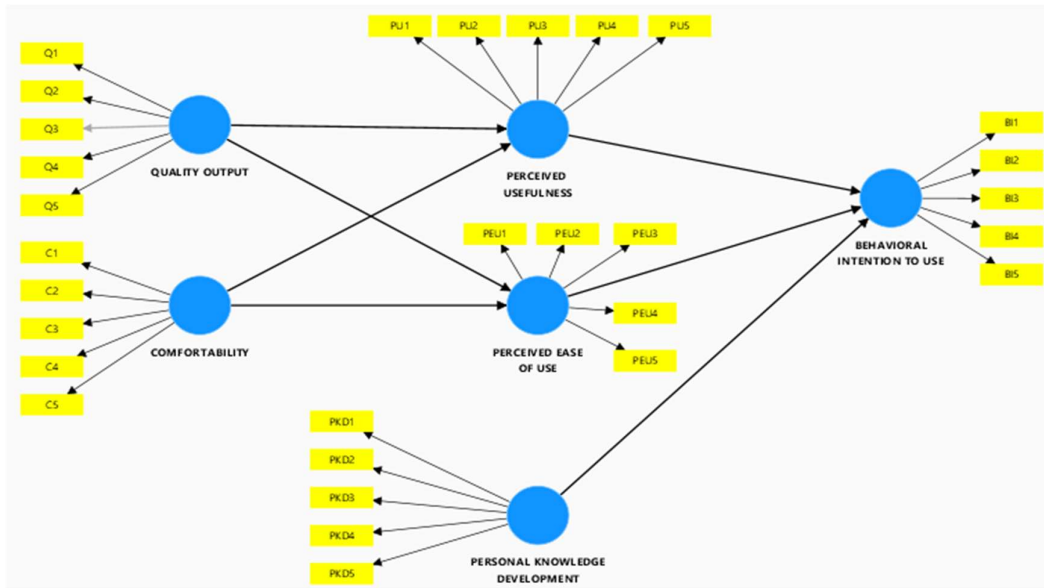 PU1
PU2
PU3
PU4
PU5
Q1
Q2
Q3
Q4
Q5
QUALITY OUTPUT
PERCEIVED
USEFULNESS
BI1
BI2
BI3
BI4
BI5
BEHAVIORAL
INTENTION TO USE
C1
C2
C3
C4
C5
COMFORTABILITY
PEU1
PEU2
PEU3
PEU4
PEU5
PERCEIVED EASE
OF USE
PKD1
PKD2
PKD3
PKD4
PKD5
PERSONAL KNOWLEDGE
DEVELOPMENT